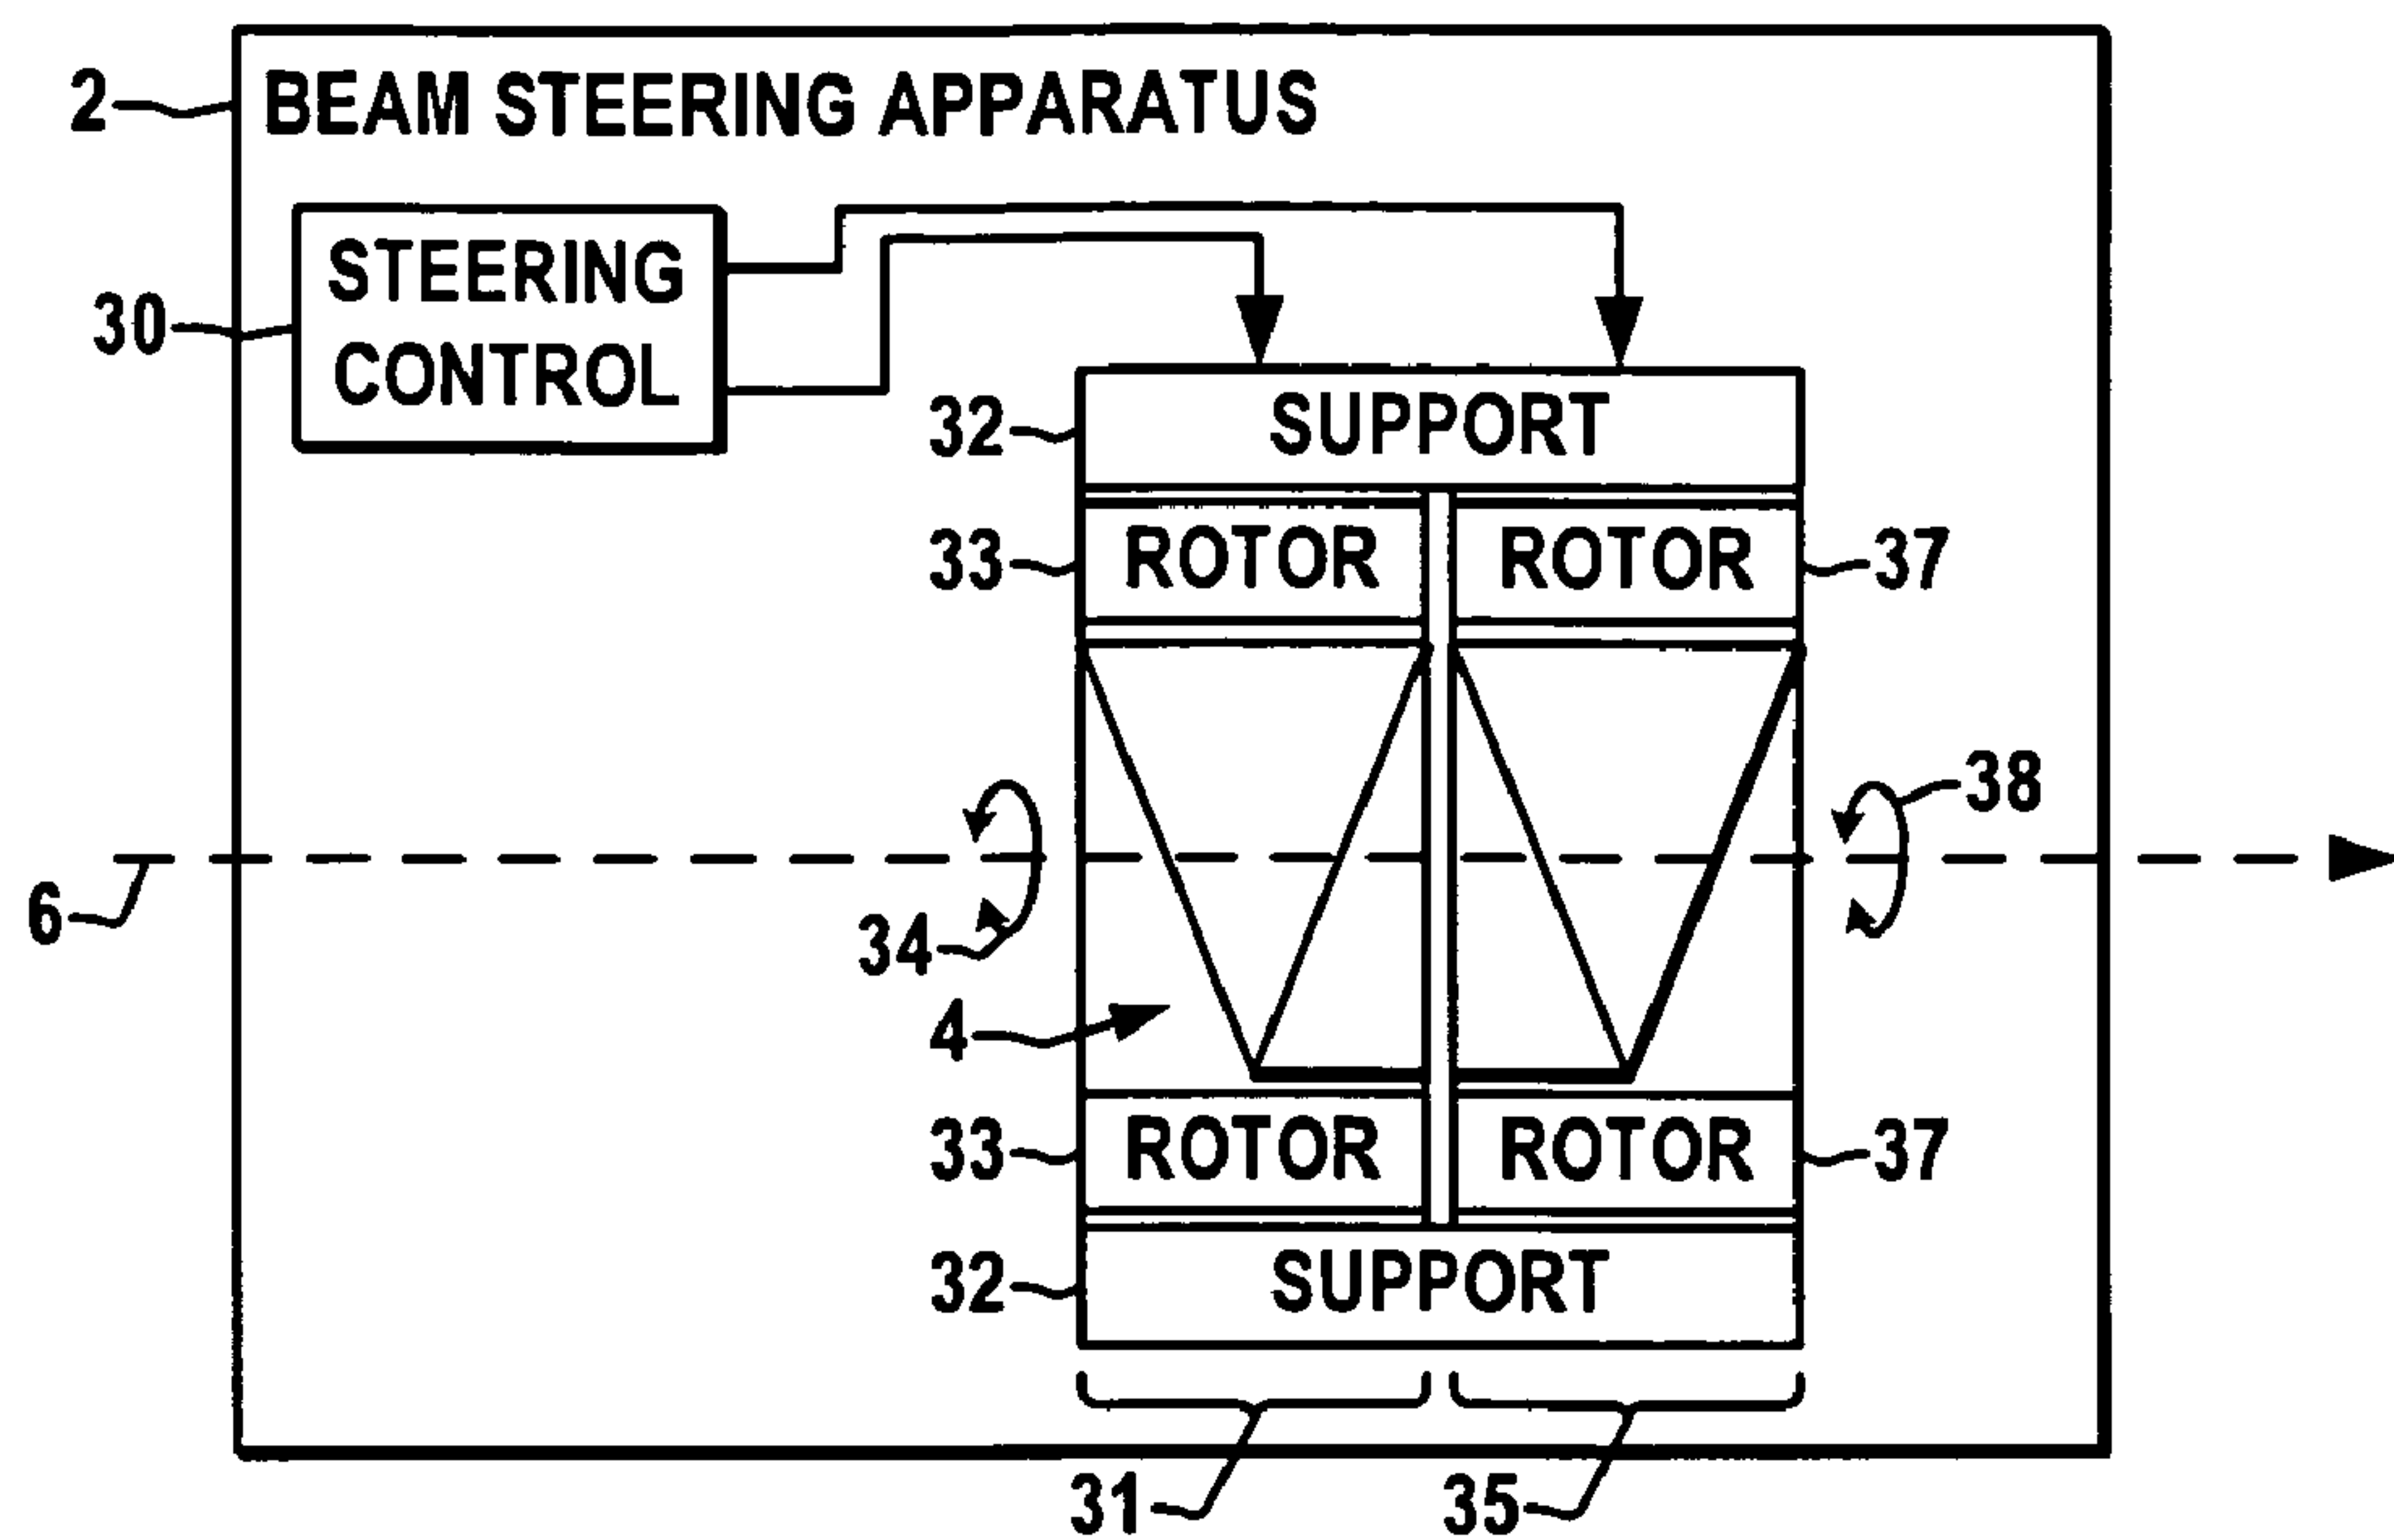 2 BEAM STEERING APPARATUS
STEERING
30
CONTROL
32 SUPPORT
33 ROTOR ROTOR 37
38
6
34
4
33 ROTOR ROTOR 37
32 SUPPORT
31 35